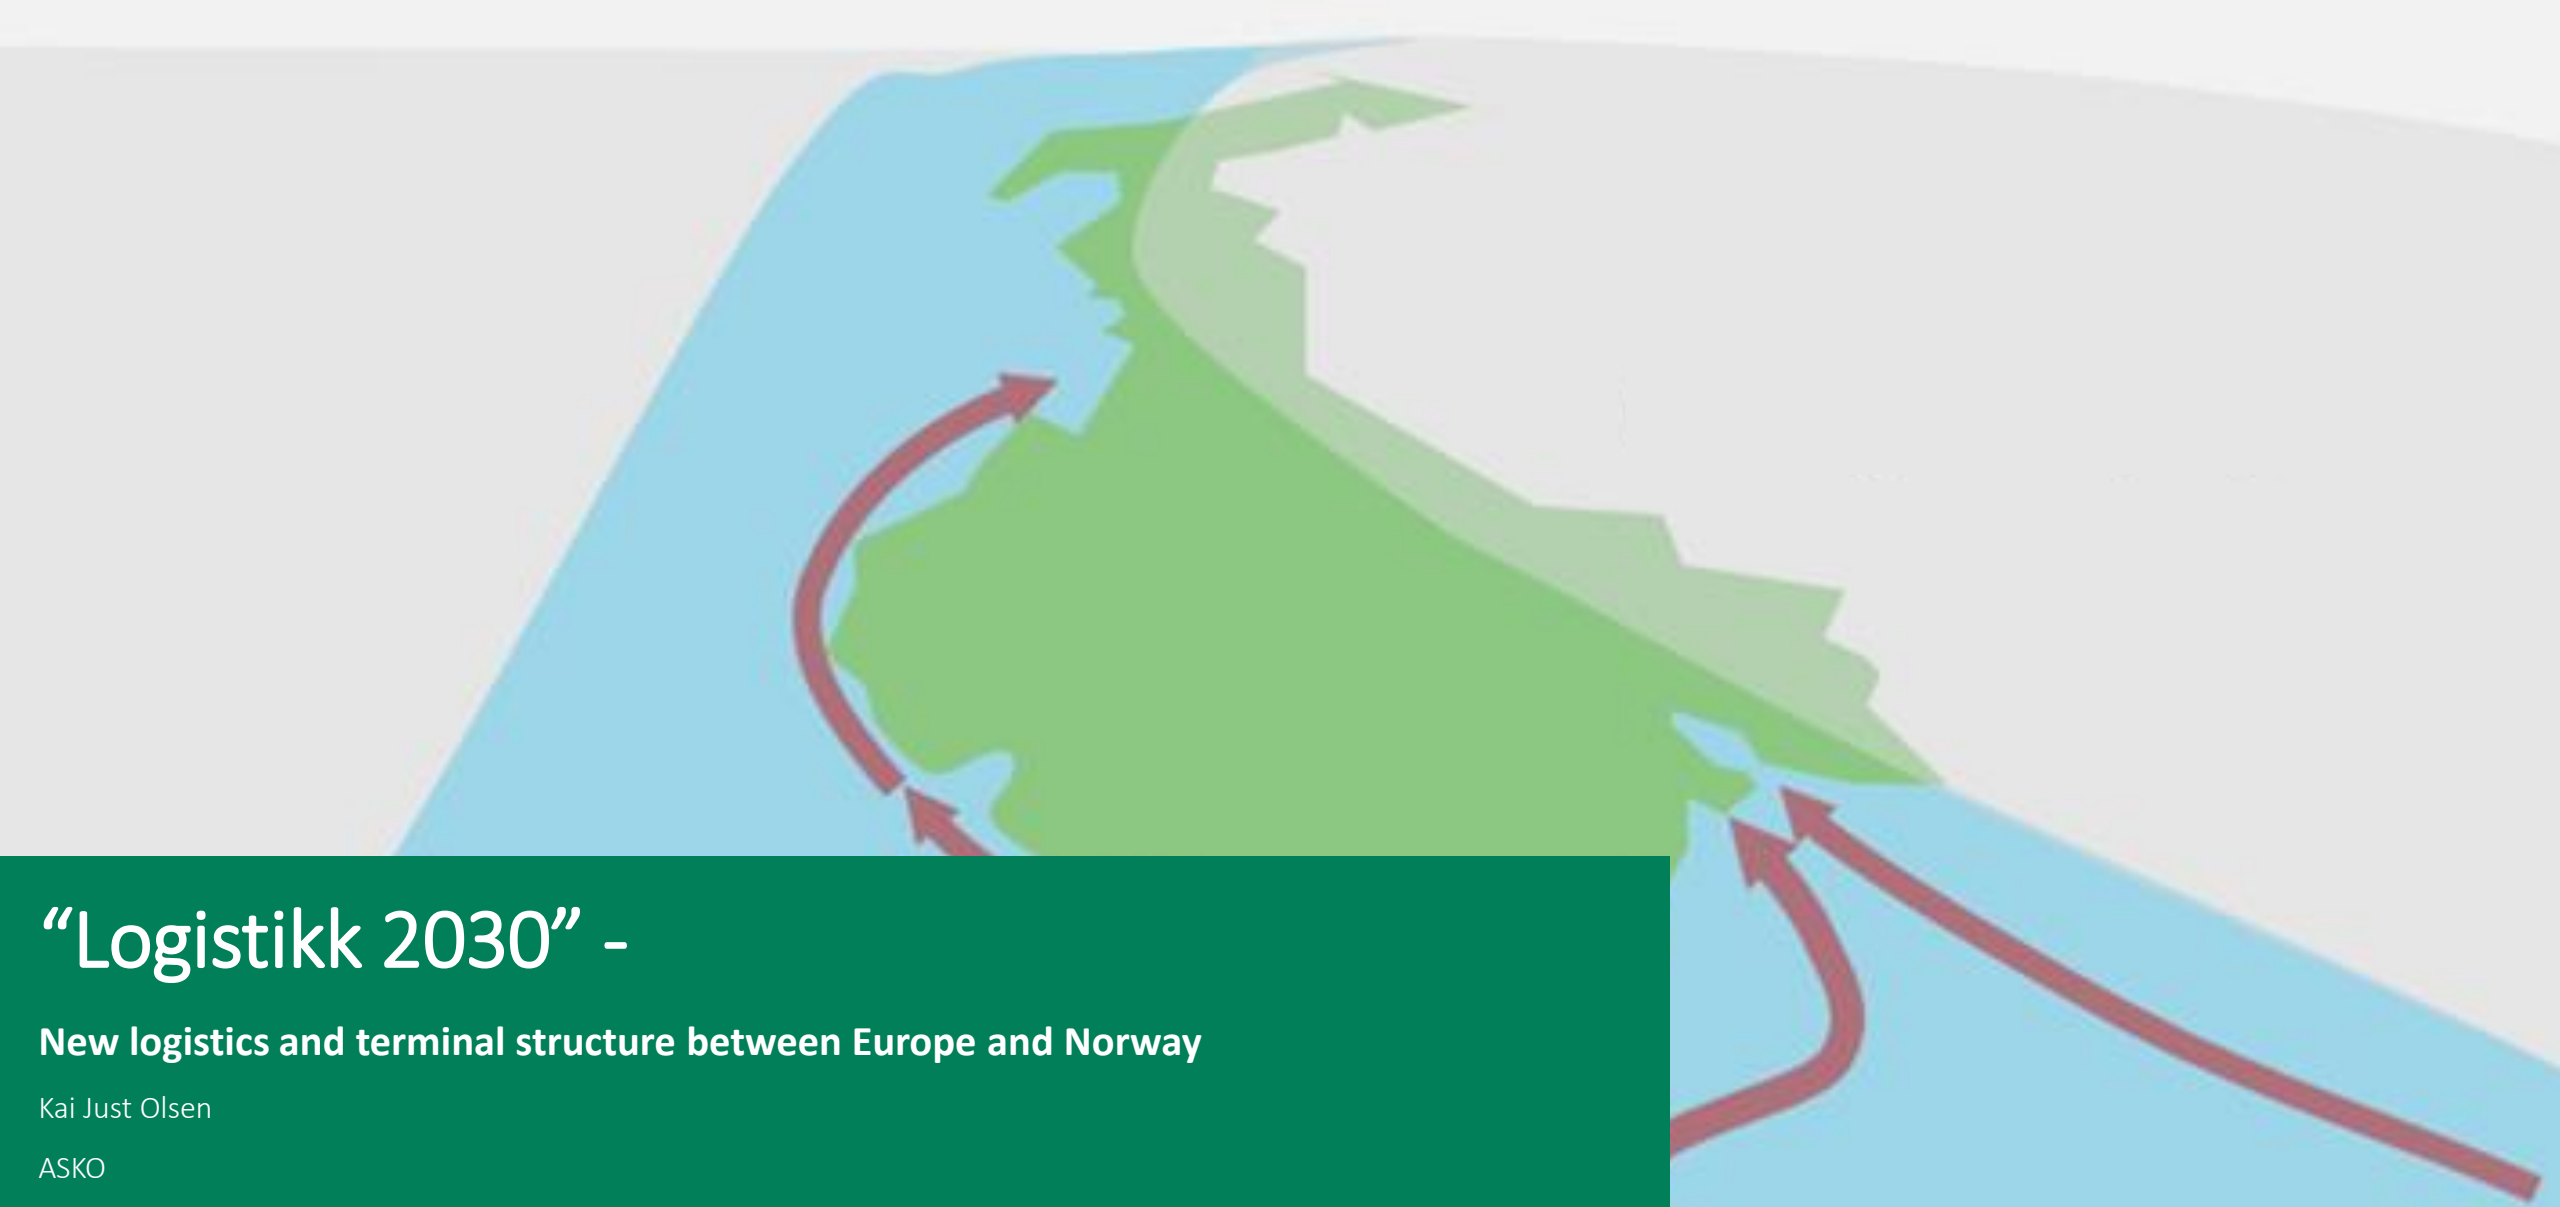 “Logistikk 2030” -
New logistics and terminal structure between Europe and Norway
Kai Just Olsen
ASKO